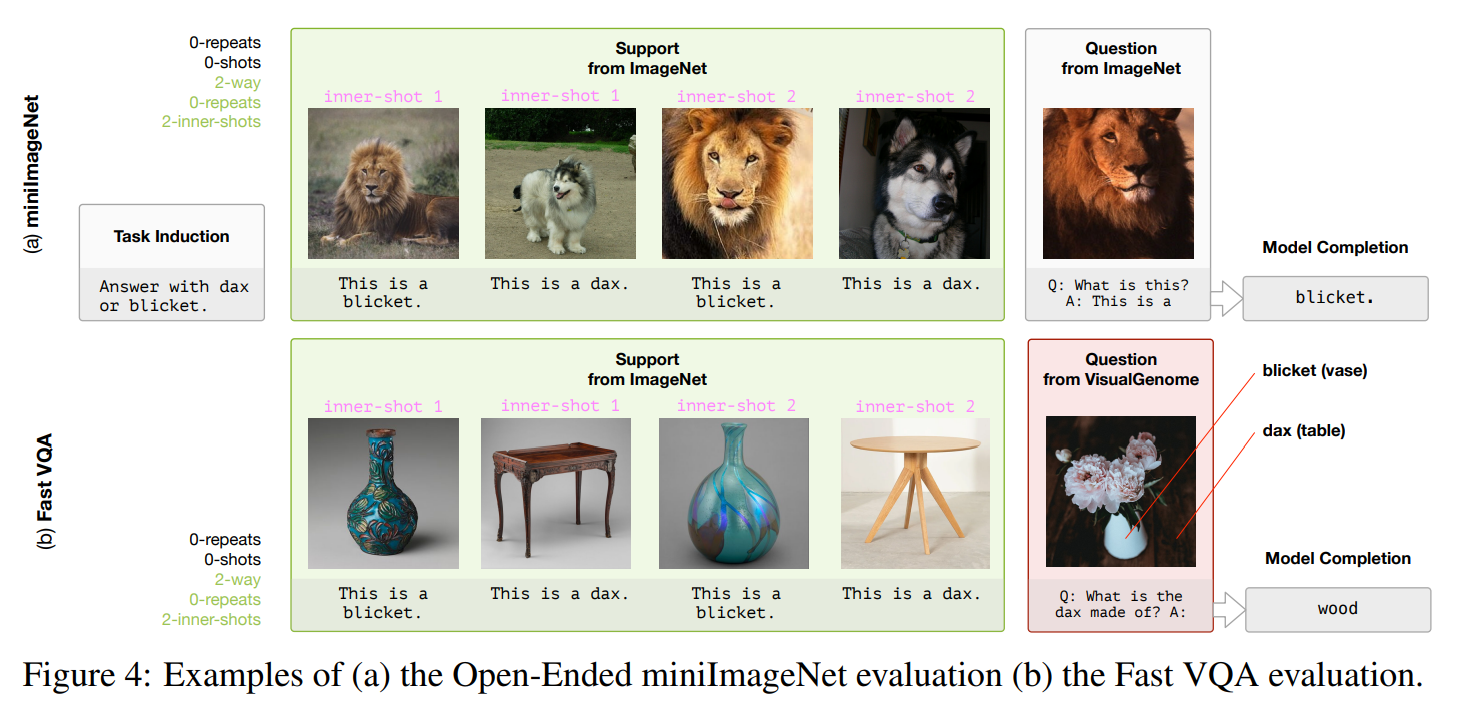 (a) miniImageNet
0-repeats
0-shots
2-way
0-repeats
2-inner-shots
Task Induction
Answer with dax
or blicket.
Support
from ImageNet
inner-shot 1
inner-shot 1
inner-shot 2
inner-shot 2
This is a
blicket.
This is a dax.
This is a
blicket.
This is a dax.
Question
from ImageNet
Q: What is this?
A: This is a
Model Completion
blicket.
(b) Fast VQA
0-repeats
0-shots
2-way
0-repeats
2-inner-shots
Support
from ImageNet
inner-shot 1
inner-shot 1
inner-shot 2
inner-shot 2
This is a
blicket.
This is a dax.
This is a
blicket.
This is a dax.
Question
from VisualGenome
blicket (vase)
dax (table)
Q: What is the
dax made of? A:
Model Completion
wood
Figure 4: Examples of (a) the Open-Ended miniImageNet evaluation (b) the Fast VQA evaluation.